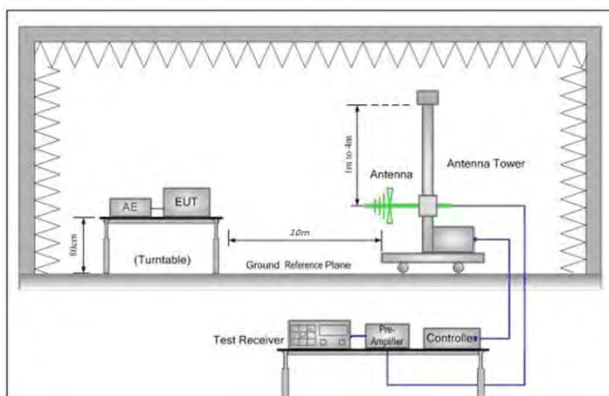 1m to 4m
Antenna
Antenna Tower
AE
EUT
80cm
(Turntable)
10m
Ground Reference Plane
Test Receiver
Pre-
Amplifier
Controller